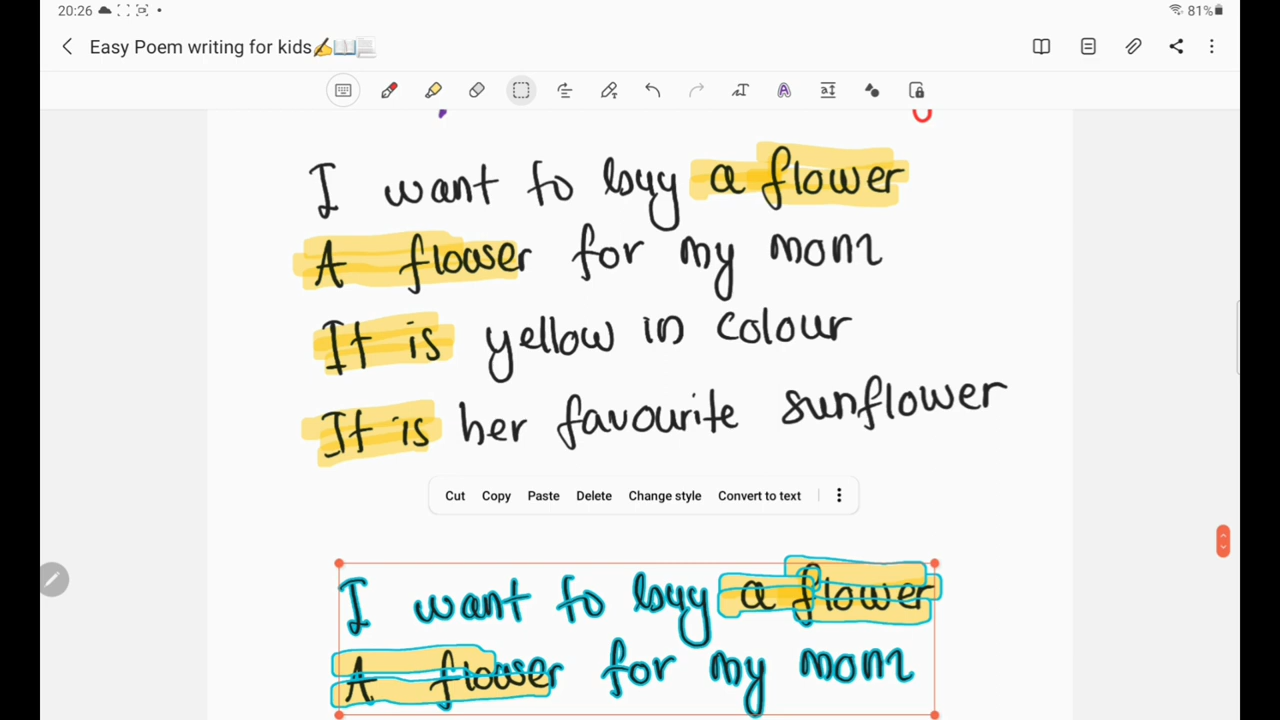 20:26 81%
Easy Poem writing for kids✍📖📃
I want to buy a flower
A flower for my mom
It is yellow in colour
It is her favourite sunflower
Cut Copy Paste Delete Change style Convert to text
I want to buy a flower
A flower for my mom